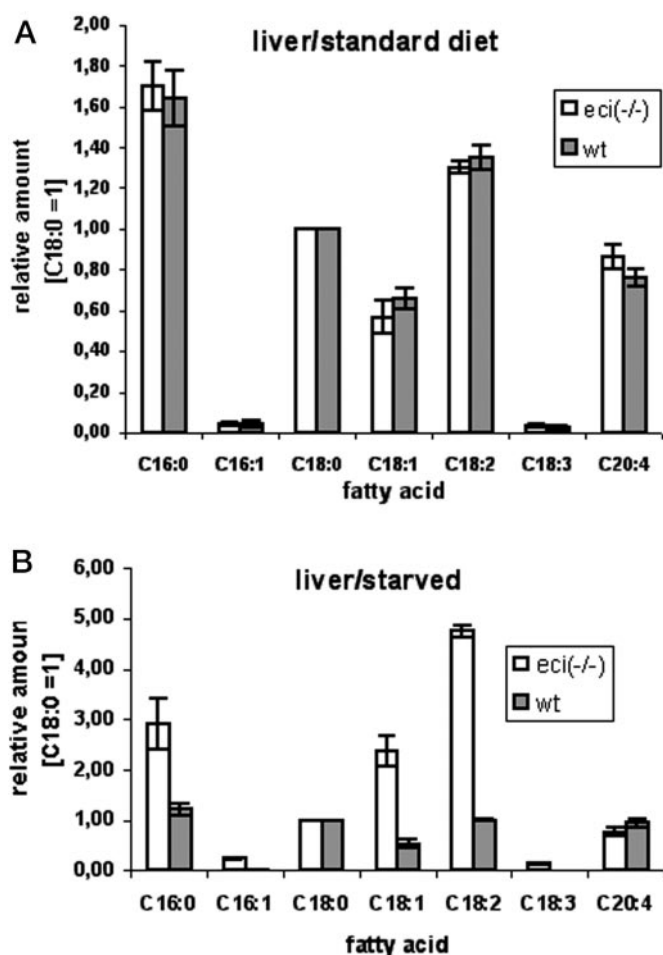 A
liver/standard diet
relative amount
[C18:0 =1]
2,00
1,80
1,60
1,40
1,20
1,00
0,80
0,60
0,40
0,20
0,00
eci(-/-)
wt
C16:0 C16:1 C18:0 C18:1 C18:2 C18:3 C20:4
fatty acid
B
liver/starved
relative amoun
[C18:0 =1]
6,00
5,00
4,00
3,00
2,00
1,00
0,00
eci(-/-)
wt
C16:0 C16:1 C18:0 C18:1 C18:2 C18:3 C20:4
fatty acid